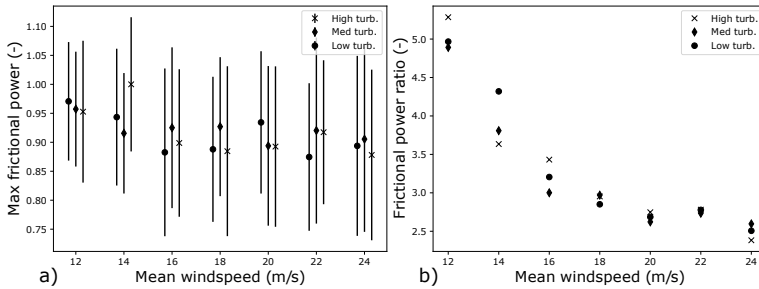 High turb.
Med turb.
Low turb.
1.10
1.05
1.00
0.95
0.90
0.85
0.80
0.75
Max frictional power (-)
12 14 16 18 20 22 24
a) Mean windspeed (m/s)
High turb.
Med turb.
Low turb.
5.0
4.5
4.0
3.5
3.0
2.5
Frictional power ratio (-)
12 14 16 18 20 22 24
b) Mean windspeed (m/s)